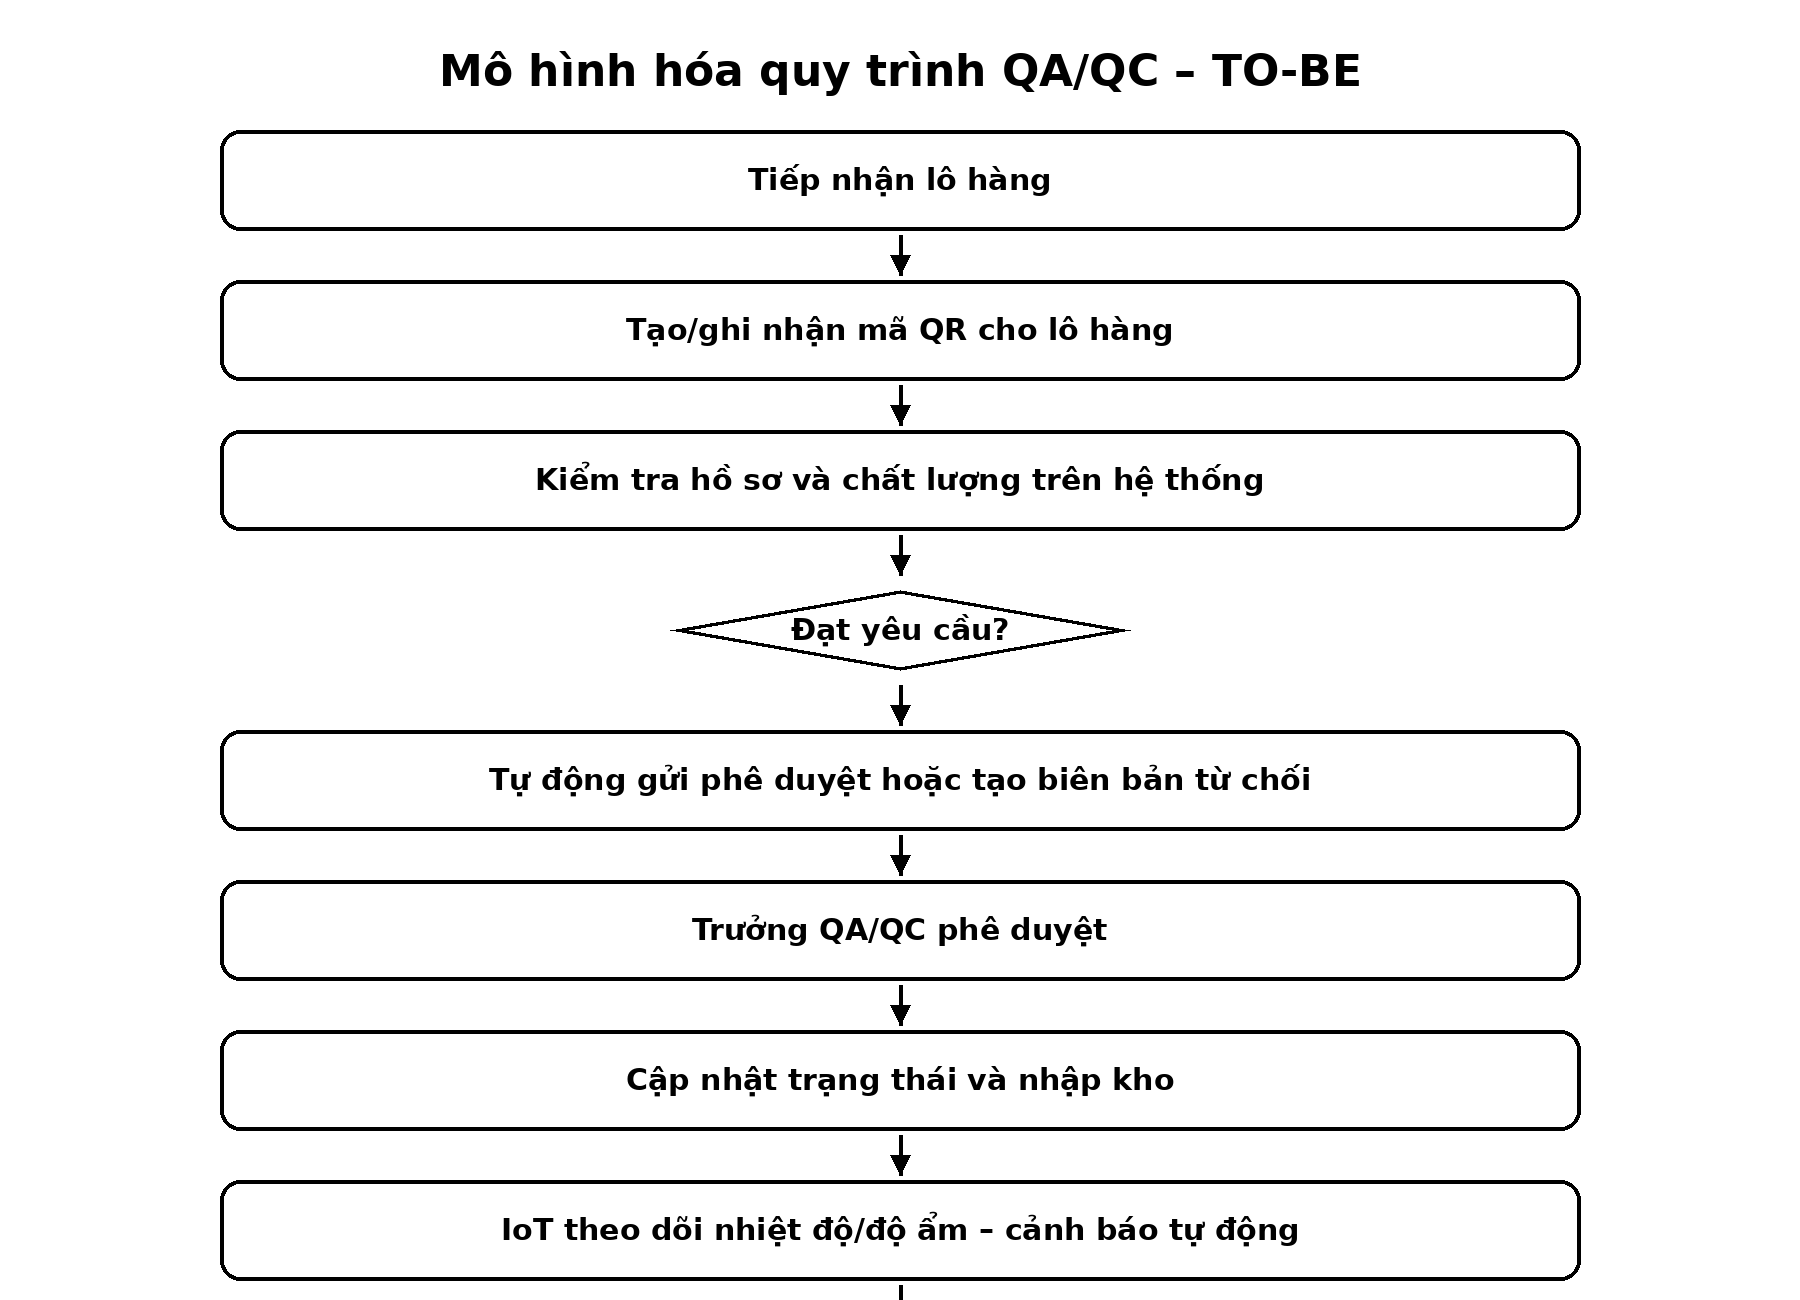 Mô hình hóa quy trình QA/QC – TO-BE
Tiếp nhận lô hàng
Tạo/ghi nhận mã QR cho lô hàng
Kiểm tra hồ sơ và chất lượng trên hệ thống
Đạt yêu cầu?
Tự động gửi phê duyệt hoặc tạo biên bản từ chối
Trưởng QA/QC phê duyệt
Cập nhật trạng thái và nhập kho
IoT theo dõi nhiệt độ/độ ẩm – cảnh báo tự động